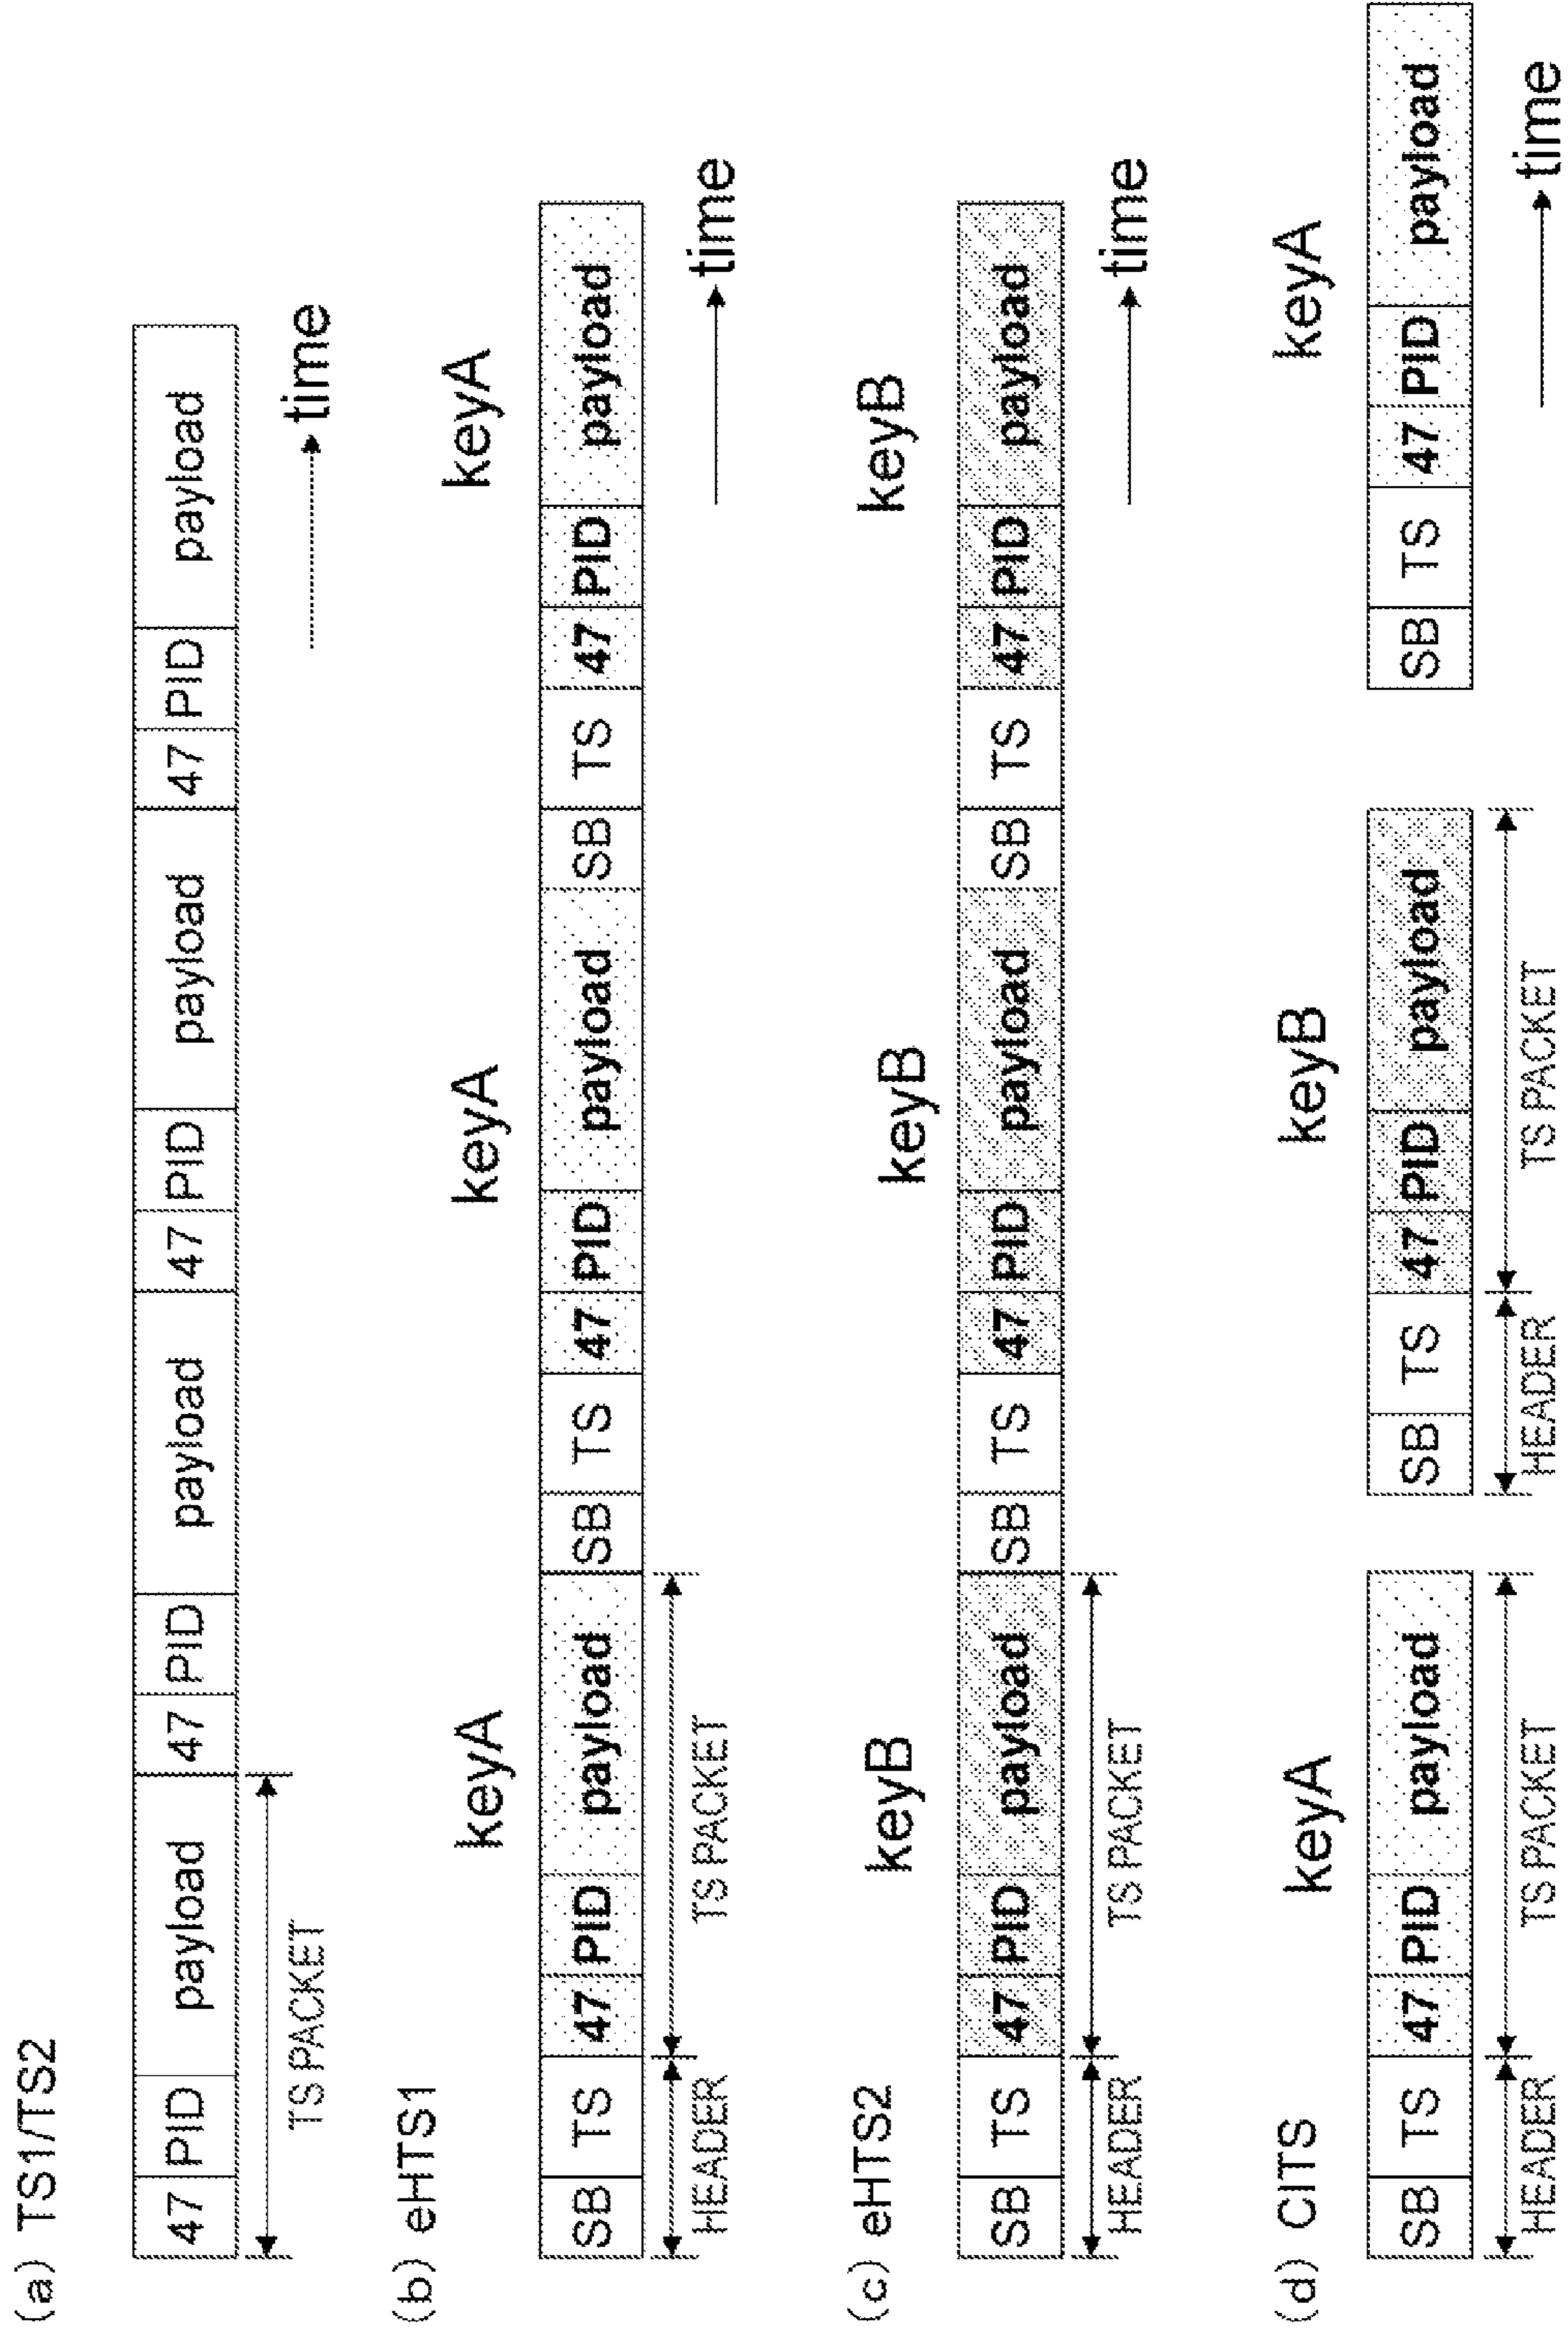 (a) TS1/TS2
47 PID payload 47 PID payload 47 PID payload 47 PID payload
TS PACKET
time
(b) eHTS1
keyA keyA keyA
SB TS 47 PID payload SB TS 47 PID payload SB TS 47 PID payload
HEADER TS PACKET
time
(c) eHTS2
keyB keyB keyB
SB TS 47 PID payload SB TS 47 PID payload SB TS 47 PID payload
HEADER TS PACKET
time
(d) CITS
keyA keyB keyA
SB TS 47 PID payload SB TS 47 PID payload SB TS 47 PID payload
HEADER TS PACKET HEADER TS PACKET
time